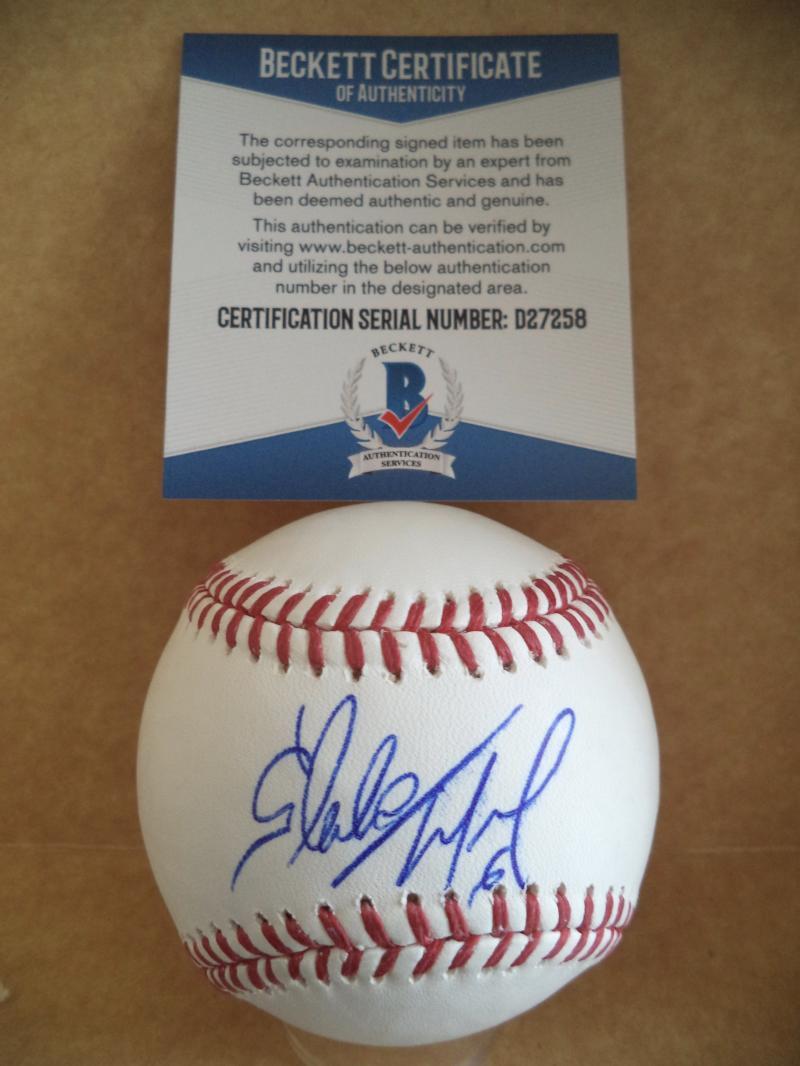 BECKETT CERTIFICATE
OF AUTHENTICITY
The corresponding signed item has been
subjected to examination by an expert from
Beckett Authentication Services and has
been deemed authentic and genuine.
This authentication can be verified by
visiting www.beckett-authentication.com
and utilizing the below authentication
number in the designated area.
CERTIFICATION SERIAL NUMBER: D27258
BECKETT
B
AUTHENTICATION
SERVICES
6